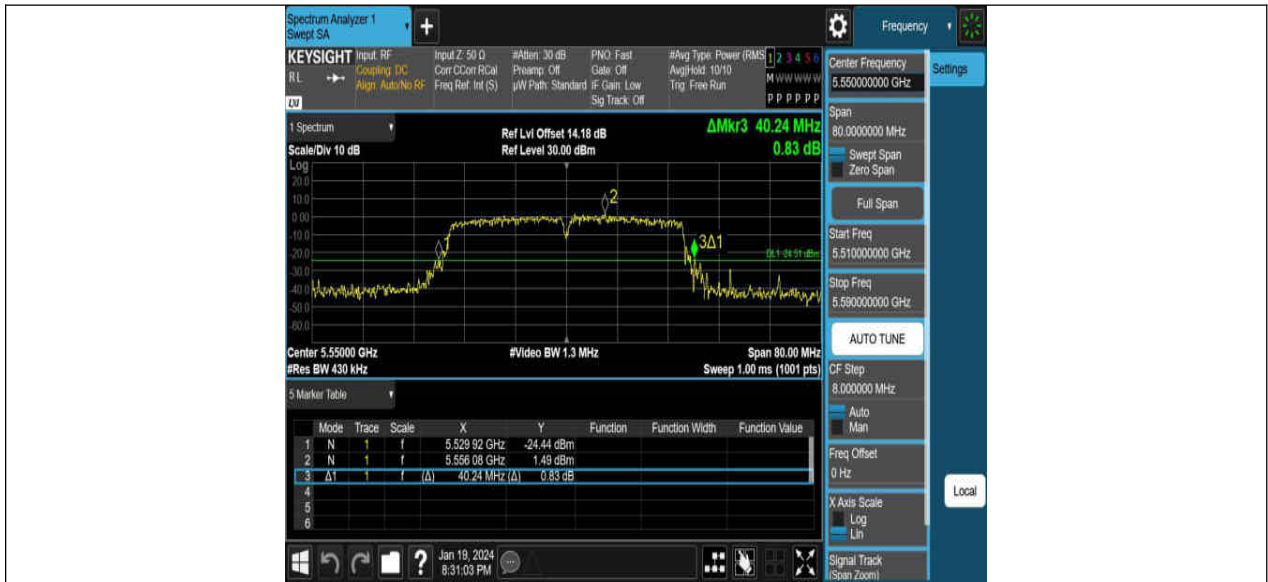 Spectrum Analyzer 1
Swept SA
+
Frequency
KEYSIGHT
RL
LXI
Input: RF
Coupling: DC
Align: Auto/No RF
Input Z: 50 Ω
Corr CCorr RCal
Freq Ref: Int (S)
#Atten: 30 dB
Preamp: Off
µW Path: Standard
PNO: Fast
Gate: Off
IF Gain: Low
Sig Track: Off
#Avg Type: Power (RMS
Avg|Hold: 10/10
Trig: Free Run
1 2 3 4 5 6
M W W W W W
P P P P P P
1 Spectrum
Scale/Div 10 dB
Ref Lvl Offset 14.18 dB
Ref Level 30.00 dBm
ΔMkr3 40.24 MHz
0.83 dB
Log
20.0
10.0
0.00
-10.0
-20.0
-30.0
-40.0
-50.0
-60.0
1
2
3Δ1
DL1 -24.51 dBm
Center 5.55000 GHz
#Video BW 1.3 MHz
Span 80.00 MHz
#Res BW 430 kHz
Sweep 1.00 ms (1001 pts)
5 Marker Table
Mode Trace Scale X Y Function Function Width Function Value
1 N 1 f 5.529 92 GHz -24.44 dBm
2 N 1 f 5.556 08 GHz 1.49 dBm
3 Δ1 1 f (Δ) 40.24 MHz (Δ) 0.83 dB
4
5
6
?
Jan 19, 2024
8:31:03 PM
Center Frequency
5.550000000 GHz
Settings
Span
80.0000000 MHz
Swept Span
Zero Span
Full Span
Start Freq
5.510000000 GHz
Stop Freq
5.590000000 GHz
AUTO TUNE
CF Step
8.000000 MHz
Auto
Man
Freq Offset
0 Hz
X Axis Scale
Log
Lin
Signal Track
(Span Zoom)
Local